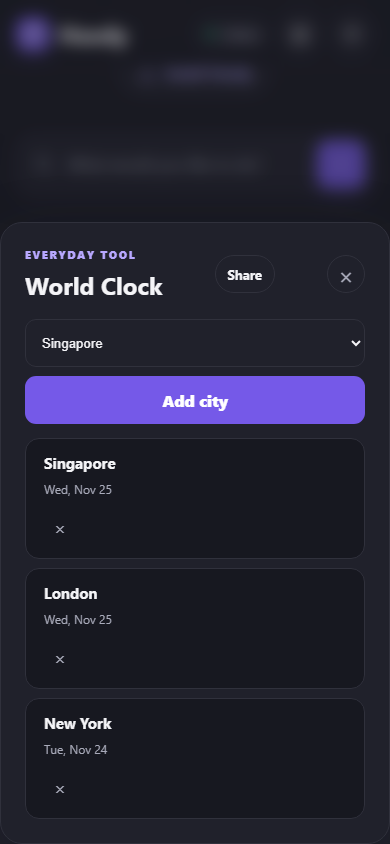 EVERYDAY TOOL
World Clock
Share
×
Singapore
Add city
Singapore
Wed, Nov 25
×
London
Wed, Nov 25
×
New York
Tue, Nov 24
×